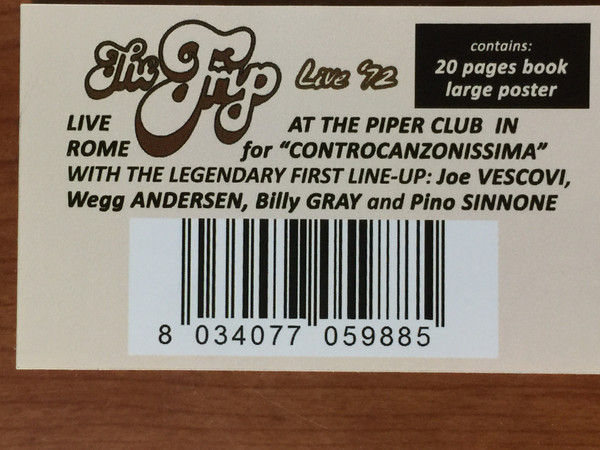 The Trip Live '72
contains:
20 pages book
large poster
LIVE AT THE PIPER CLUB IN
ROME for "CONTROCANZONISSIMA"
WITH THE LEGENDARY FIRST LINE-UP: Joe VESCOVI,
Wegg ANDERSEN, Billy GRAY and Pino SINNONE
8 034077 059885